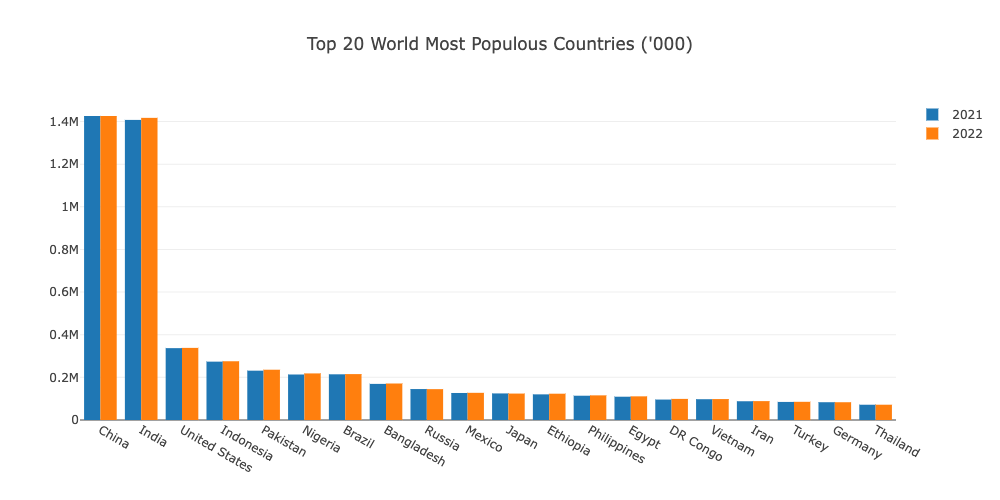 Top 20 World Most Populous Countries ('000)
2021
2022
1.4M
1.2M
1M
0.8M
0.6M
0.4M
0.2M
0
China
India
United States
Indonesia
Pakistan
Nigeria
Brazil
Bangladesh
Russia
Mexico
Japan
Ethiopia
Philippines
Egypt
DR Congo
Vietnam
Iran
Turkey
Germany
Thailand